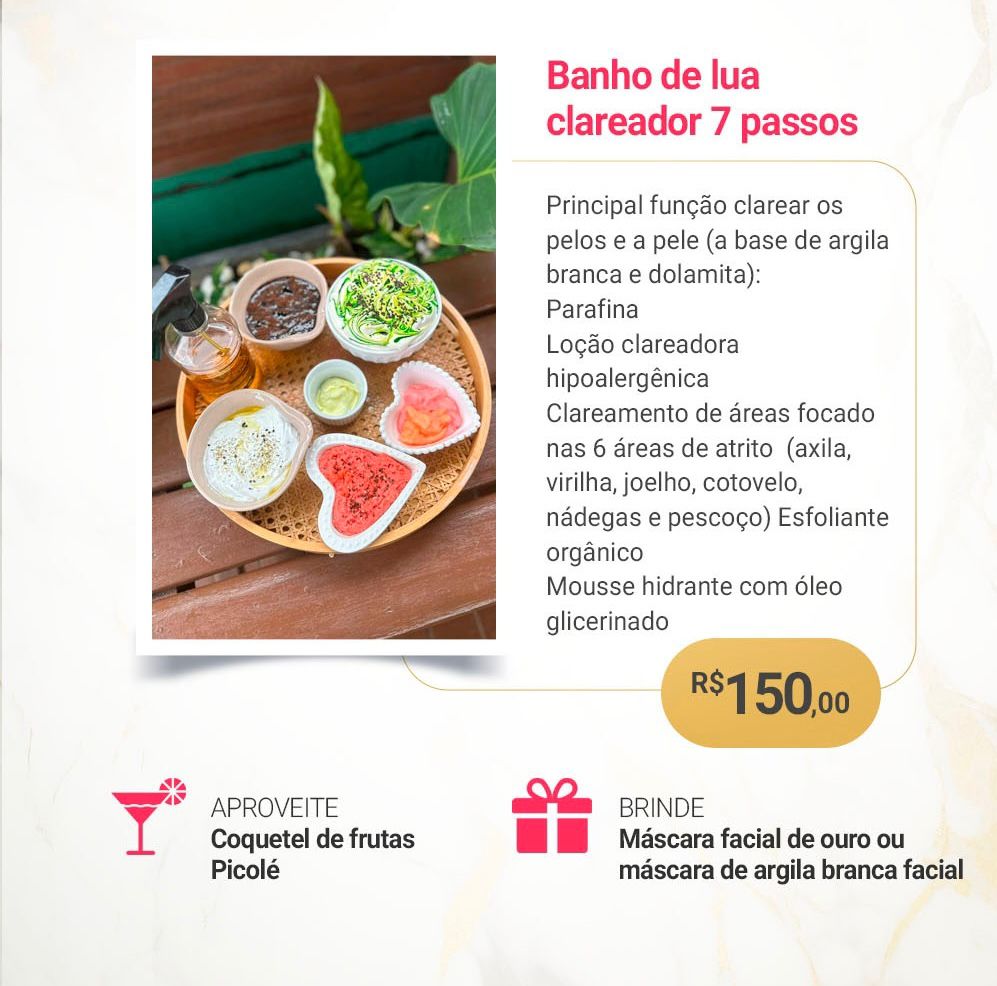 Banho de lua
clareador 7 passos
Principal função clarear os
pelos e a pele (a base de argila
branca e dolamita):
Parafina
Loção clareadora
hipoalergênica
Clareamento de áreas focado
nas 6 áreas de atrito (axila,
virilha, joelho, cotovelo,
nádegas e pescoço) Esfoliante
orgânico
Mousse hidrante com óleo
glicerinado
R$150,00
APROVEITE
Coquetel de frutas
Picolé
BRINDE
Máscara facial de ouro ou
máscara de argila branca facial